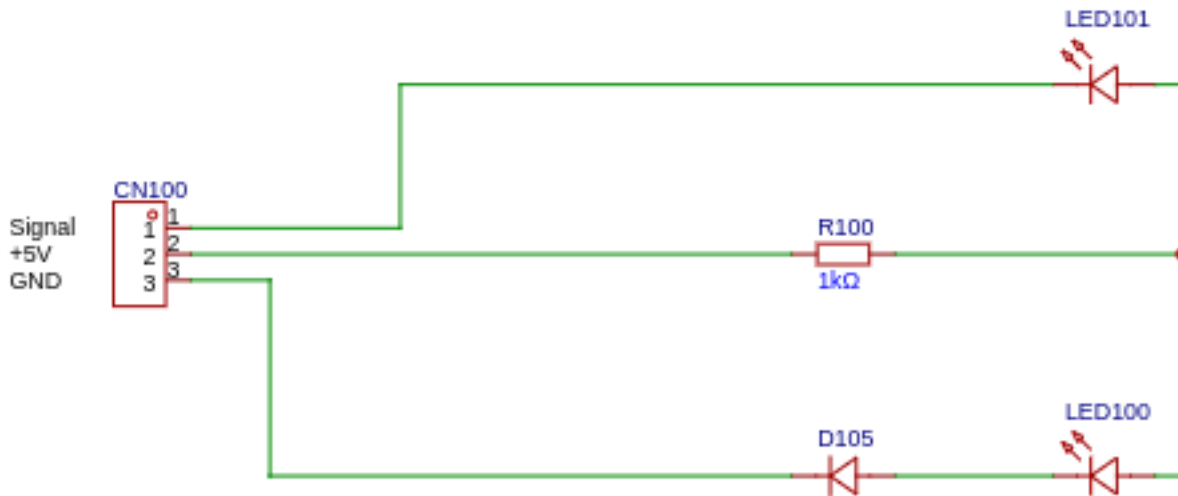 LED101
CN100
Signal 1 1
+5V 2 2
GND 3 3
R100
1kΩ
LED100
D105